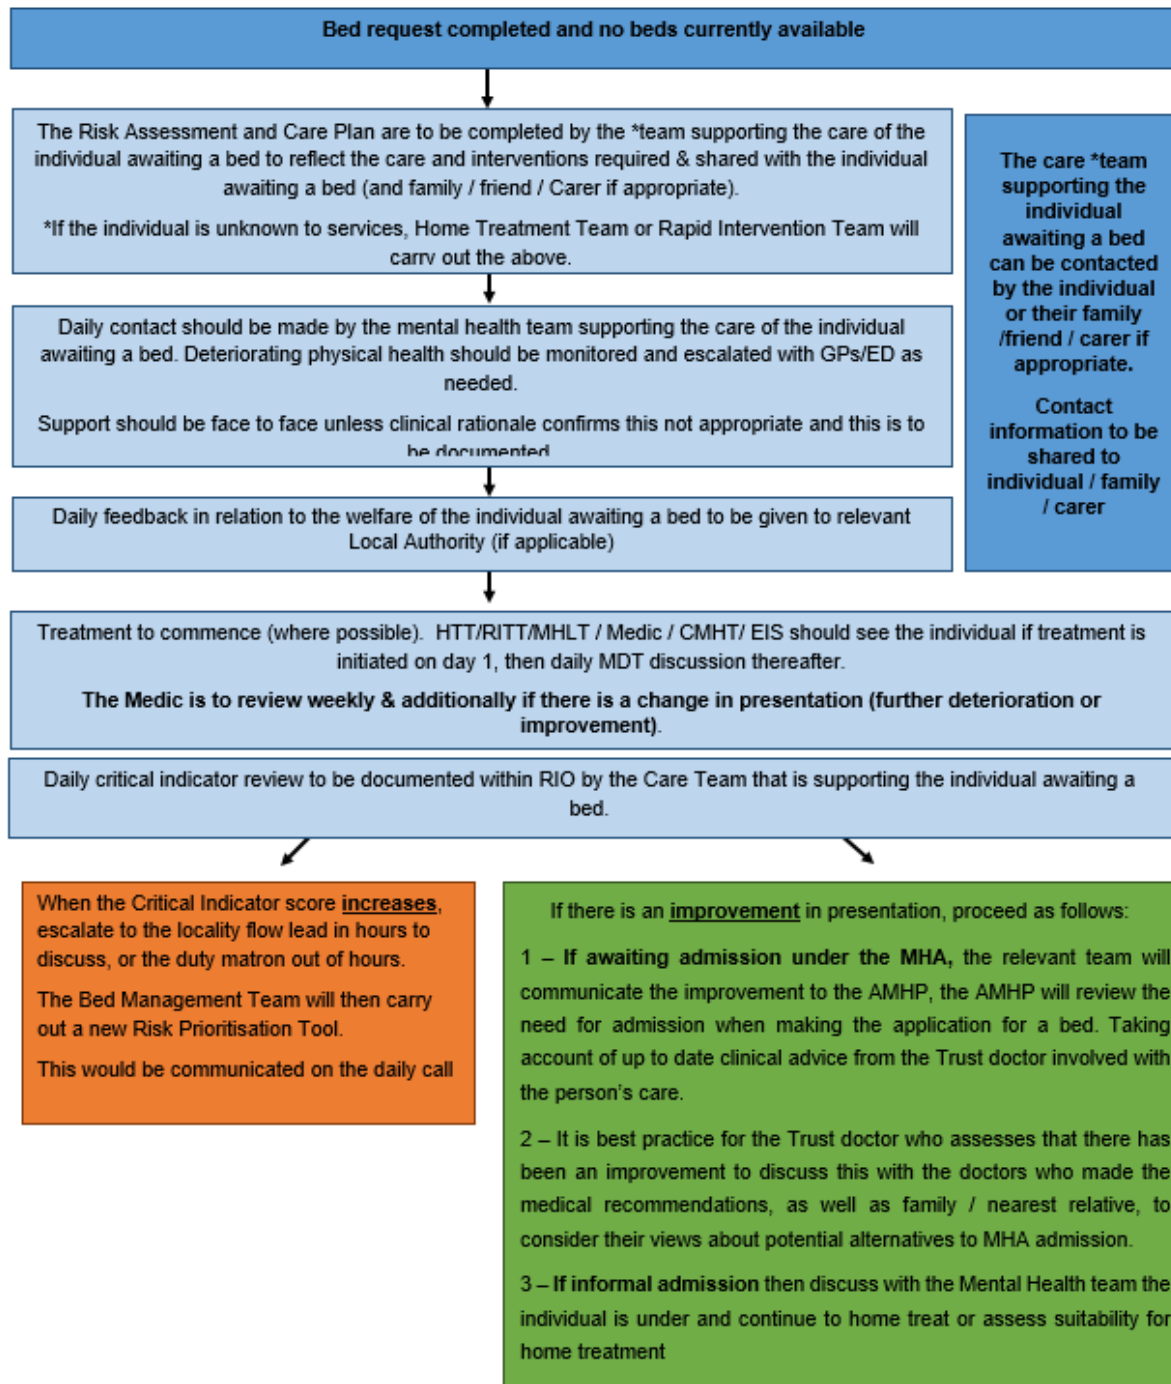 Bed request completed and no beds currently available
The Risk Assessment and Care Plan are to be completed by the *team supporting the care of the
individual awaiting a bed to reflect the care and interventions required & shared with the individual
awaiting a bed (and family / friend / Carer if appropriate).
*If the individual is unknown to services, Home Treatment Team or Rapid Intervention Team will
carry out the above.
The care *team
supporting the
individual
awaiting a bed
can be contacted
by the individual
or their family
/friend / carer if
appropriate.
Contact
information to be
shared to
individual / family
/ carer
Daily contact should be made by the mental health team supporting the care of the individual
awaiting a bed. Deteriorating physical health should be monitored and escalated with GPs/ED as
needed.
Support should be face to face unless clinical rationale confirms this not appropriate and this is to
be documented
Daily feedback in relation to the welfare of the individual awaiting a bed to be given to relevant
Local Authority (if applicable)
Treatment to commence (where possible). HTT/RITT/MHLT / Medic / CMHT/ EIS should see the individual if treatment is
initiated on day 1, then daily MDT discussion thereafter.
The Medic is to review weekly & additionally if there is a change in presentation (further deterioration or
improvement).
Daily critical indicator review to be documented within RIO by the Care Team that is supporting the individual awaiting a
bed.
When the Critical Indicator score increases,
escalate to the locality flow lead in hours to
discuss, or the duty matron out of hours.
The Bed Management Team will then carry
out a new Risk Prioritisation Tool.
This would be communicated on the daily call
If there is an improvement in presentation, proceed as follows:
1 – If awaiting admission under the MHA, the relevant team will
communicate the improvement to the AMHP, the AMHP will review the
need for admission when making the application for a bed. Taking
account of up to date clinical advice from the Trust doctor involved with
the person's care.
2 – It is best practice for the Trust doctor who assesses that there has
been an improvement to discuss this with the doctors who made the
medical recommendations, as well as family / nearest relative, to
consider their views about potential alternatives to MHA admission.
3 – If informal admission then discuss with the Mental Health team the
individual is under and continue to home treat or assess suitability for
home treatment